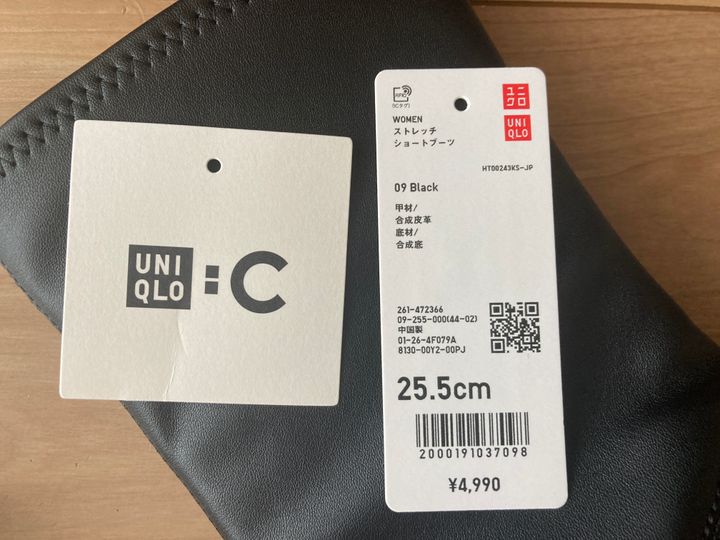 UNI
QLO
:C
RFID
[ICタグ]
ユニ
クロ
UNI
QLO
WOMEN
ストレッチ
ショートブーツ
HT00243KS-JP
09 Black
甲材/
合成皮革
底材/
合成底
261-472366
09-255-000(44-02)
中国製
01-26-4F079A
8130-00Y2-00PJ
25.5cm
2000191037098
¥4,990